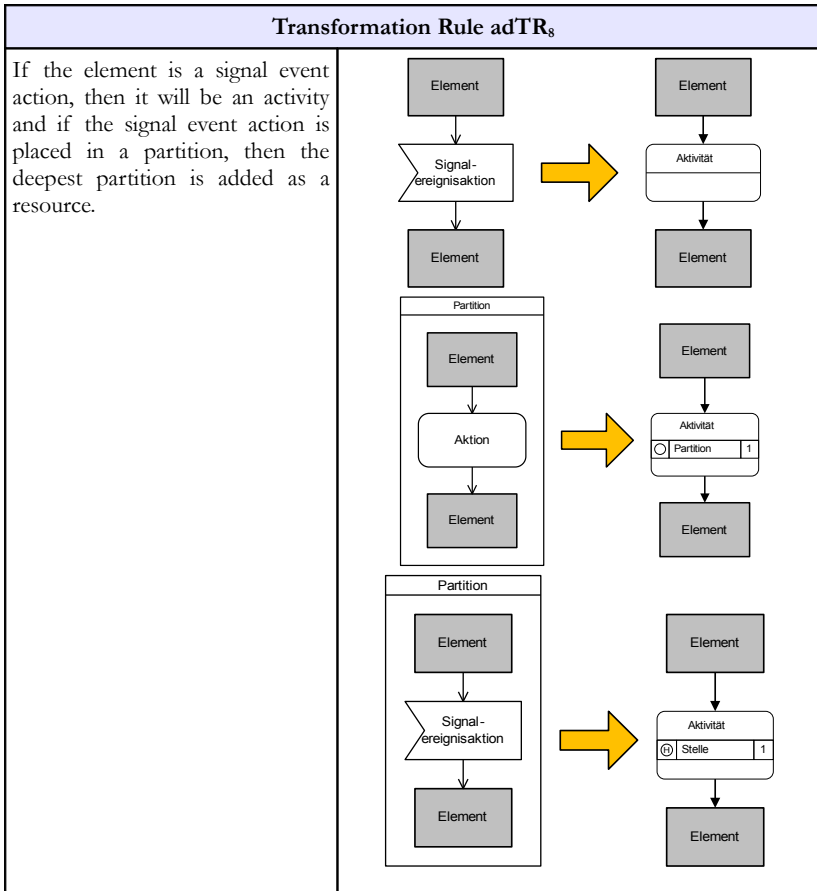 Transformation Rule adTR₈
If the element is a signal event
action, then it will be an activity
and if the signal event action is
placed in a partition, then the
deepest partition is added as a
resource.
Element
Signal-
ereignisaktion
Element
Element
Aktivität
Element
Partition
Element
Aktion
Element
Element
Aktivität
Partition 1
Element
Partition
Element
Signal-
ereignisaktion
Element
Element
Aktivität
H Stelle 1
Element